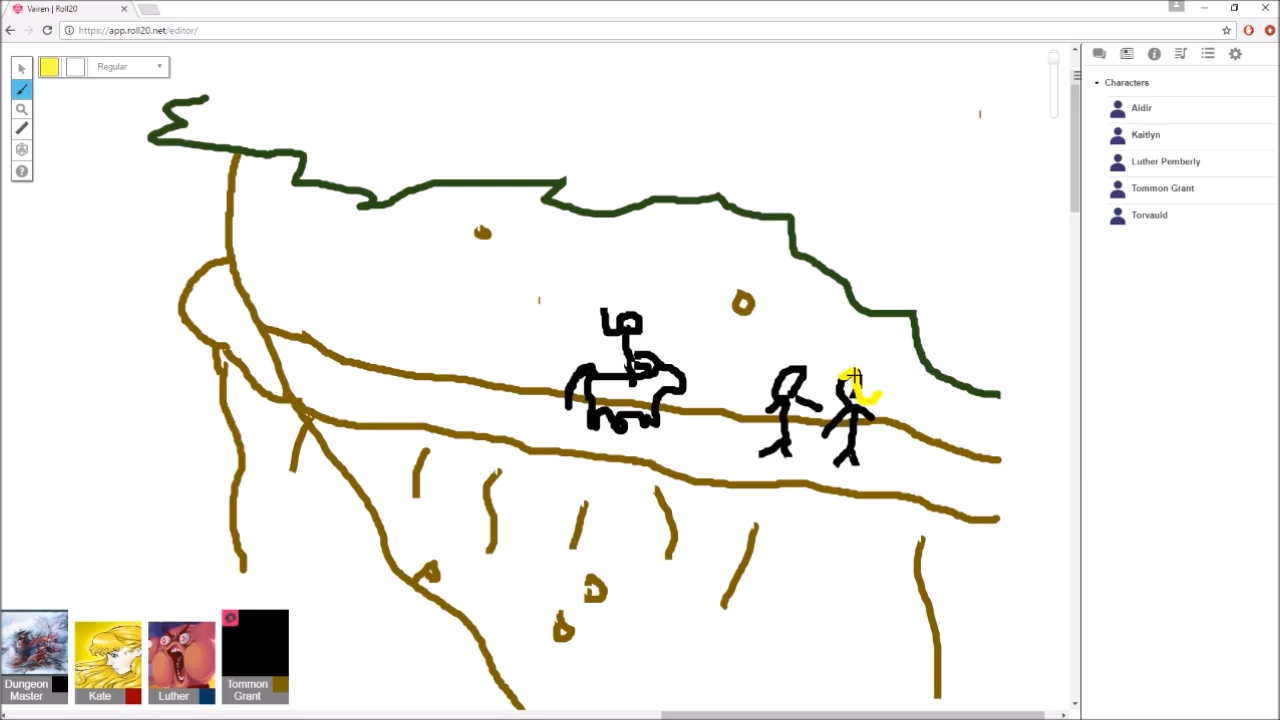 Vairen | Roll20
https://app.roll20.net/editor/
Regular
Characters
Aldir
Kaitlyn
Luther Pemberly
Tommon Grant
Torvauld
Dungeon
Master
Kate
Luther
Tommon
Grant